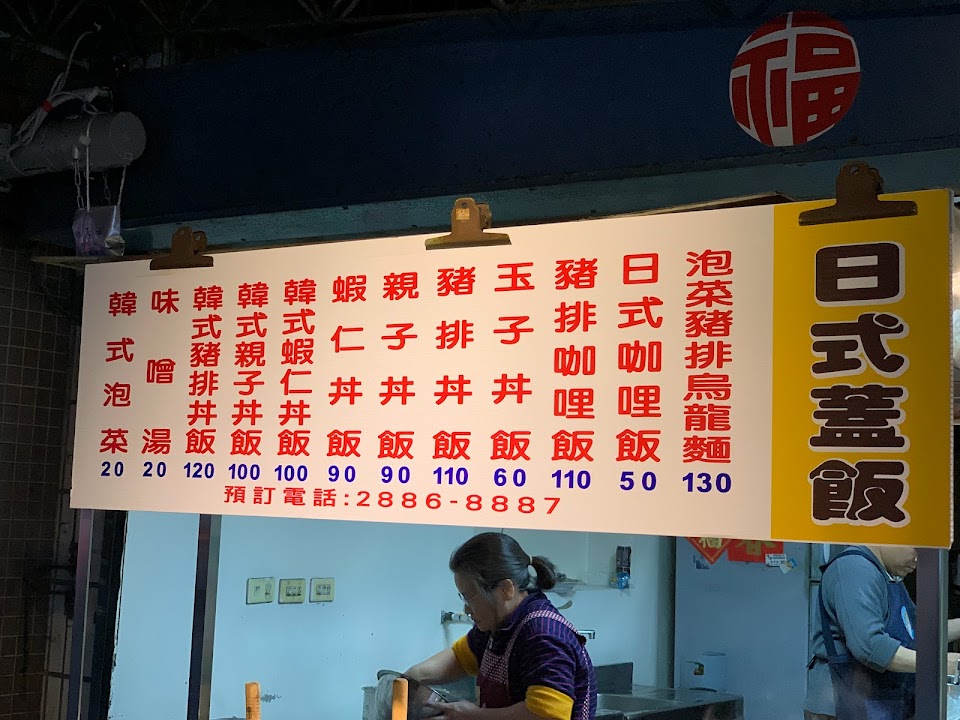 福
日式蓋飯
泡菜豬排烏龍麵 130
日式咖哩飯 50
豬排咖哩飯 110
玉子丼飯 60
豬排丼飯 110
親子丼飯 90
蝦仁丼飯 90
韓式蝦仁丼飯 100
韓式親子丼飯 100
韓式豬排丼飯 120
味噌湯 20
韓式泡菜 20
預訂電話:2886-8887